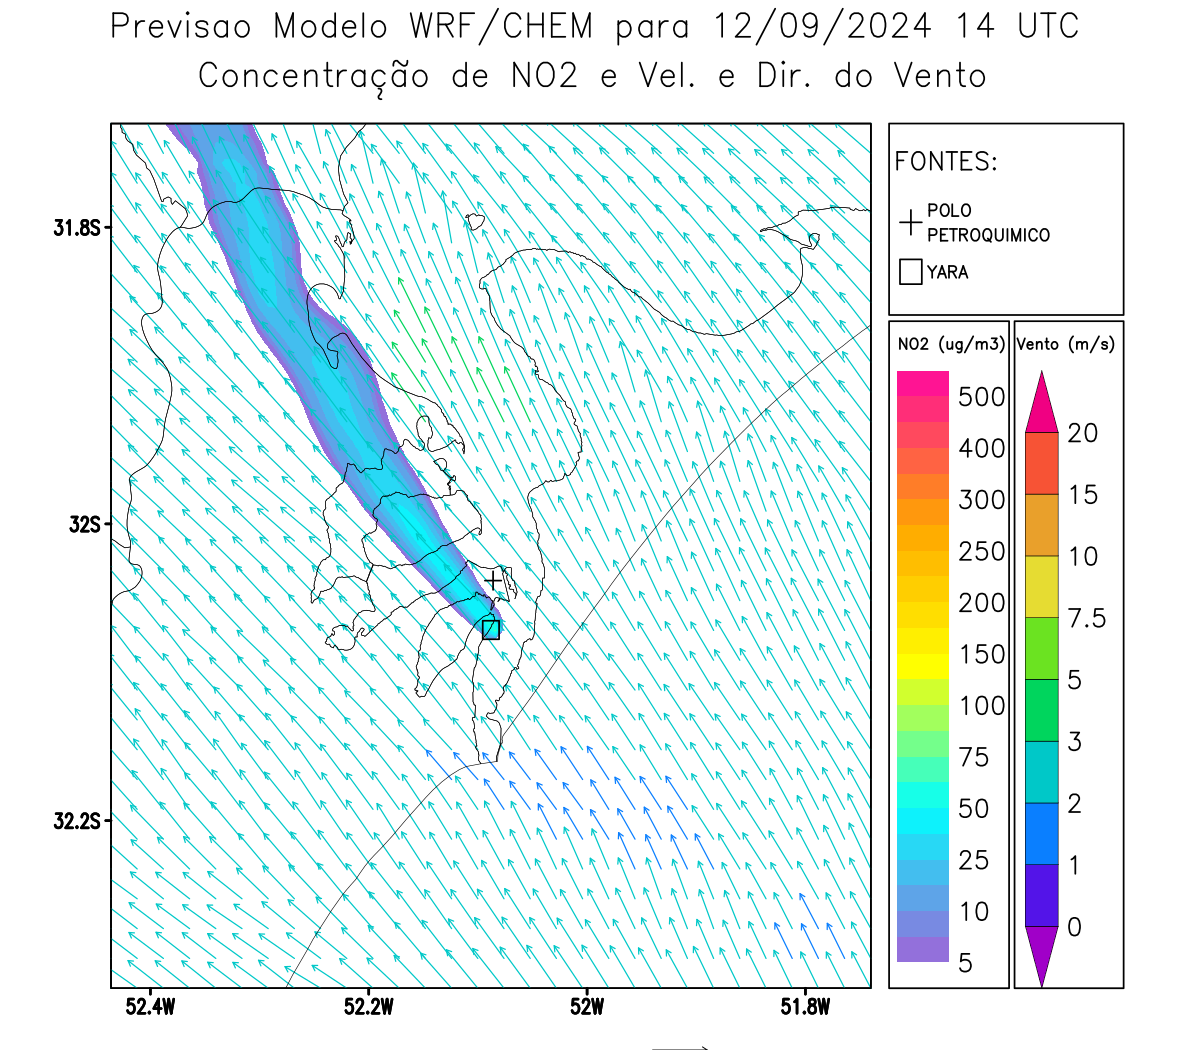 Previsao Modelo WRF/CHEM para 12/09/2024 14 UTC
Concentração de NO2 e Vel. e Dir. do Vento
FONTES:
POLO
PETROQUIMICO
YARA
NO2 (ug/m3)
500
400
300
250
200
150
100
75
50
25
10
5
Vento (m/s)
20
15
10
7.5
5
3
2
1
0
31.8S
32S
32.2S
52.4W
52.2W
52W
51.8W